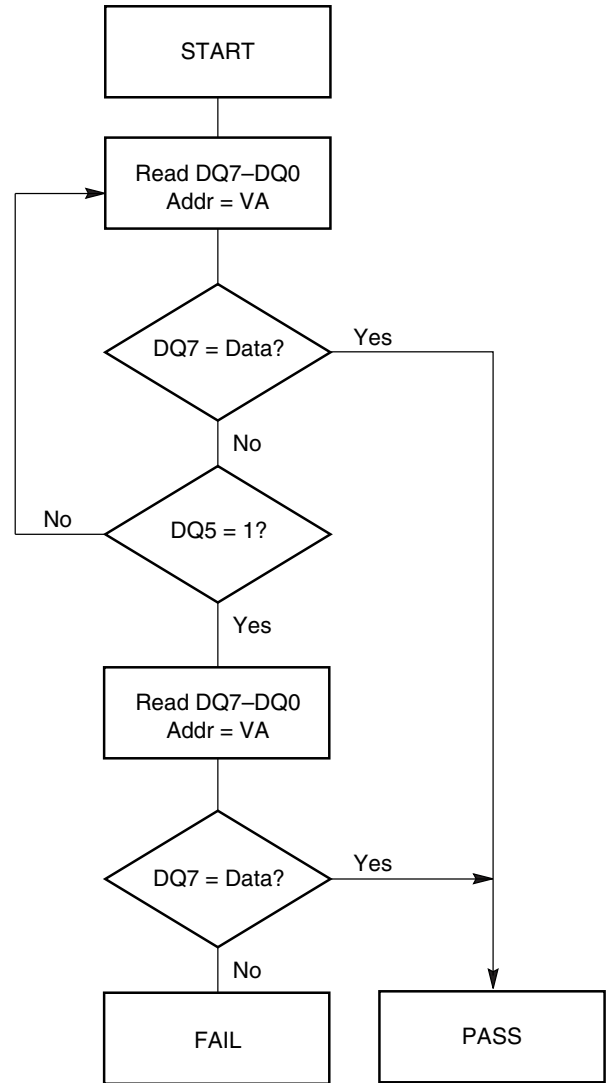 START
Read DQ7–DQ0
Addr = VA
DQ7 = Data?
Yes
No
No
DQ5 = 1?
Yes
Read DQ7–DQ0
Addr = VA
DQ7 = Data?
Yes
No
FAIL
PASS